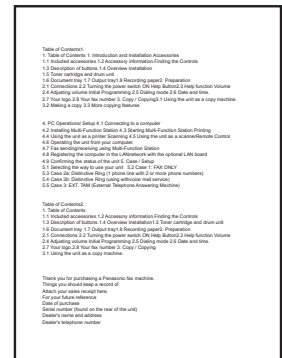 Table of Contents1.
1. Table of Contents 1. Introduction and Installation Accessories
1.1 Included accessories.1.2 Accessory information.Finding the Controls
1.3 Description of buttons.1.4 Overview Installation
1.5 Toner cartridge and drum unit
1.6 Document tray 1.7 Output tray1.8 Recording paper2. Preparation
2.1 Connections 2.2 Turning the power switch ON Help Button2.3 Help function Volume
2.4 Adjusting volume Initial Programming 2.5 Dialing mode 2.6 Date and time.
2.7 Your logo.2.8 Your fax number 3. Copy / Copying3.1 Using the unit as a copy machine.
3.2 Making a copy 3.3 More copying features
4. PC Operations/ Setup 4.1 Connecting to a computer
4.2 Installing Multi-Function Station 4.3 Starting Multi-Function Station Printing
4.4 Using the unit as a printer Scanning 4.5 Using the unit as a scannerRemote Control
4.6 Operating the unit from your computer.
4.7 Fax sending/receiving using Multi-Function Station
4.8 Registering the computer in the LAN/network with the optional LAN board
4.9 Confirming the status of the unit 5. Case / Setup
5.1 Selecting the way to use your unit 5.2 Case 1: FAX ONLY
5.3 Case 2a: Distinctive Ring (1 phone line with 2 or more phone numbers).
5.4 Case 2b: Distinctive Ring (using withvoice mail service)
5.5 Case 3: EXT. TAM (External Telephone Answering Machine)
Table of Contents2.
1. Table of Contents
1.1 Included accessories.1.2 Accessory information.Finding the Controls
1.3 Description of buttons.1.4 Overview Installation1.5 Toner cartridge and drum unit
1.6 Document tray 1.7 Output tray1.8 Recording paper2. Preparation
2.1 Connections 2.2 Turning the power switch ON Help Button2.3 Help function Volume
2.4 Adjusting volume Initial Programming 2.5 Dialing mode 2.6 Date and time.
2.7 Your logo.2.8 Your fax number 3. Copy / Copying
3.1 Using the unit as a copy machine.
Thank you for purchasing a Panasonic fax machine.
Things you should keep a record of
Attach your sales receipt here.
For your future reference
Date of purchase
Serial number (found on the rear of the unit)
Dealer's name and address
Dealer's telephone number